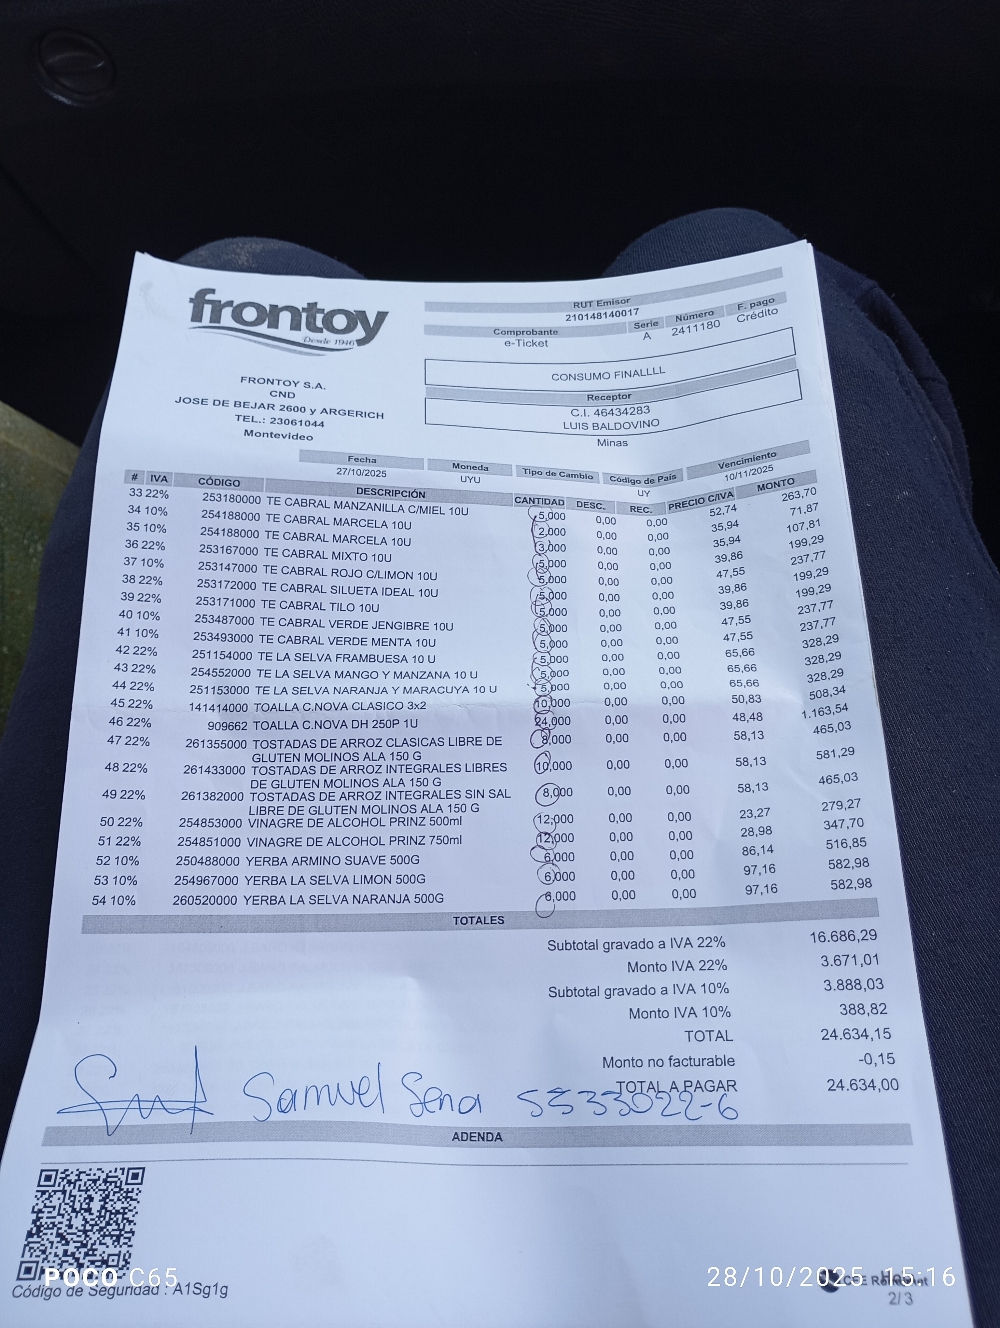 frontoy
Desde 1946
FRONTOY S.A.
CND
JOSE DE BEJAR 2600 y ARGERICH
TEL.: 23061044
Montevideo
RUT Emisor
210148140017
Comprobante Serie Número F. pago
e-Ticket A 2411180 Crédito
CONSUMO FINALLLL
Receptor
C.I. 46434283
LUIS BALDOVINO
Minas
Fecha Moneda Tipo de Cambio Código de País Vencimiento
27/10/2025 UYU UY 10/11/2025
# IVA CÓDIGO DESCRIPCIÓN CANTIDAD DESC. REC. PRECIO C/IVA MONTO
33 22% 253180000 TE CABRAL MANZANILLA C/MIEL 10U 5,000 0,00 0,00 52,74 263,70
34 10% 254188000 TE CABRAL MARCELA 10U 2,000 0,00 0,00 35,94 71,87
35 10% 254188000 TE CABRAL MARCELA 10U 3,000 0,00 0,00 35,94 107,81
36 22% 253167000 TE CABRAL MIXTO 10U 5,000 0,00 0,00 39,86 199,29
37 10% 253147000 TE CABRAL ROJO C/LIMON 10U 5,000 0,00 0,00 47,55 237,77
38 22% 253172000 TE CABRAL SILUETA IDEAL 10U 5,000 0,00 0,00 39,86 199,29
39 22% 253171000 TE CABRAL TILO 10U 5,000 0,00 0,00 39,86 199,29
40 10% 253487000 TE CABRAL VERDE JENGIBRE 10U 5,000 0,00 0,00 47,55 237,77
41 10% 253493000 TE CABRAL VERDE MENTA 10U 5,000 0,00 0,00 47,55 237,77
42 22% 251154000 TE LA SELVA FRAMBUESA 10 U 5,000 0,00 0,00 65,66 328,29
43 22% 254552000 TE LA SELVA MANGO Y MANZANA 10 U 5,000 0,00 0,00 65,66 328,29
44 22% 251153000 TE LA SELVA NARANJA Y MARACUYA 10 U 5,000 0,00 0,00 65,66 328,29
45 22% 141414000 TOALLA C.NOVA CLASICO 3x2 10,000 0,00 0,00 50,83 508,34
46 22% 909662 TOALLA C.NOVA DH 250P 1U 24,000 0,00 0,00 48,48 1.163,54
47 22% 261355000 TOSTADAS DE ARROZ CLASICAS LIBRE DE 8,000 0,00 0,00 58,13 465,03
GLUTEN MOLINOS ALA 150 G
48 22% 261433000 TOSTADAS DE ARROZ INTEGRALES LIBRES 10,000 0,00 0,00 58,13 581,29
DE GLUTEN MOLINOS ALA 150 G
49 22% 261382000 TOSTADAS DE ARROZ INTEGRALES SIN SAL 8,000 0,00 0,00 58,13 465,03
LIBRE DE GLUTEN MOLINOS ALA 150 G
50 22% 254853000 VINAGRE DE ALCOHOL PRINZ 500ml 12,000 0,00 0,00 23,27 279,27
51 22% 254851000 VINAGRE DE ALCOHOL PRINZ 750ml 12,000 0,00 0,00 28,98 347,70
52 10% 250488000 YERBA ARMINO SUAVE 500G 6,000 0,00 0,00 86,14 516,85
53 10% 254967000 YERBA LA SELVA LIMON 500G 6,000 0,00 0,00 97,16 582,98
54 10% 260520000 YERBA LA SELVA NARANJA 500G 6,000 0,00 0,00 97,16 582,98
TOTALES
Subtotal gravado a IVA 22% 16.686,29
Monto IVA 22% 3.671,01
Subtotal gravado a IVA 10% 3.888,03
Monto IVA 10% 388,82
TOTAL 24.634,15
Monto no facturable -0,15
TOTAL A PAGAR 24.634,00
Samuel Sena 5533022-6
ADENDA
POCO C65
Código de Seguridad : A1Sg1g
28/10/2025 15:16
2/3